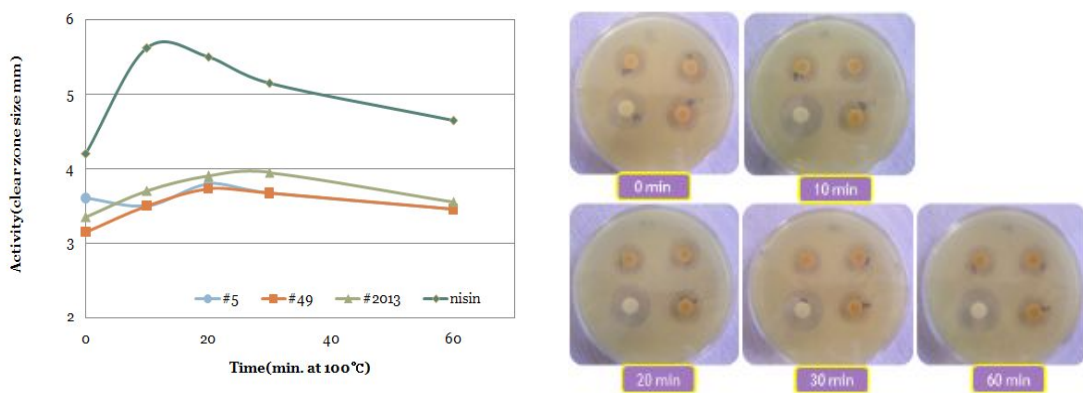 Activity(clear zone size mm)
6
5
4
3
2
#5 #49 #2013 nisin
0 20 40 60
Time(min. at 100℃)
0 min
10 min
20 min
30 min
60 min